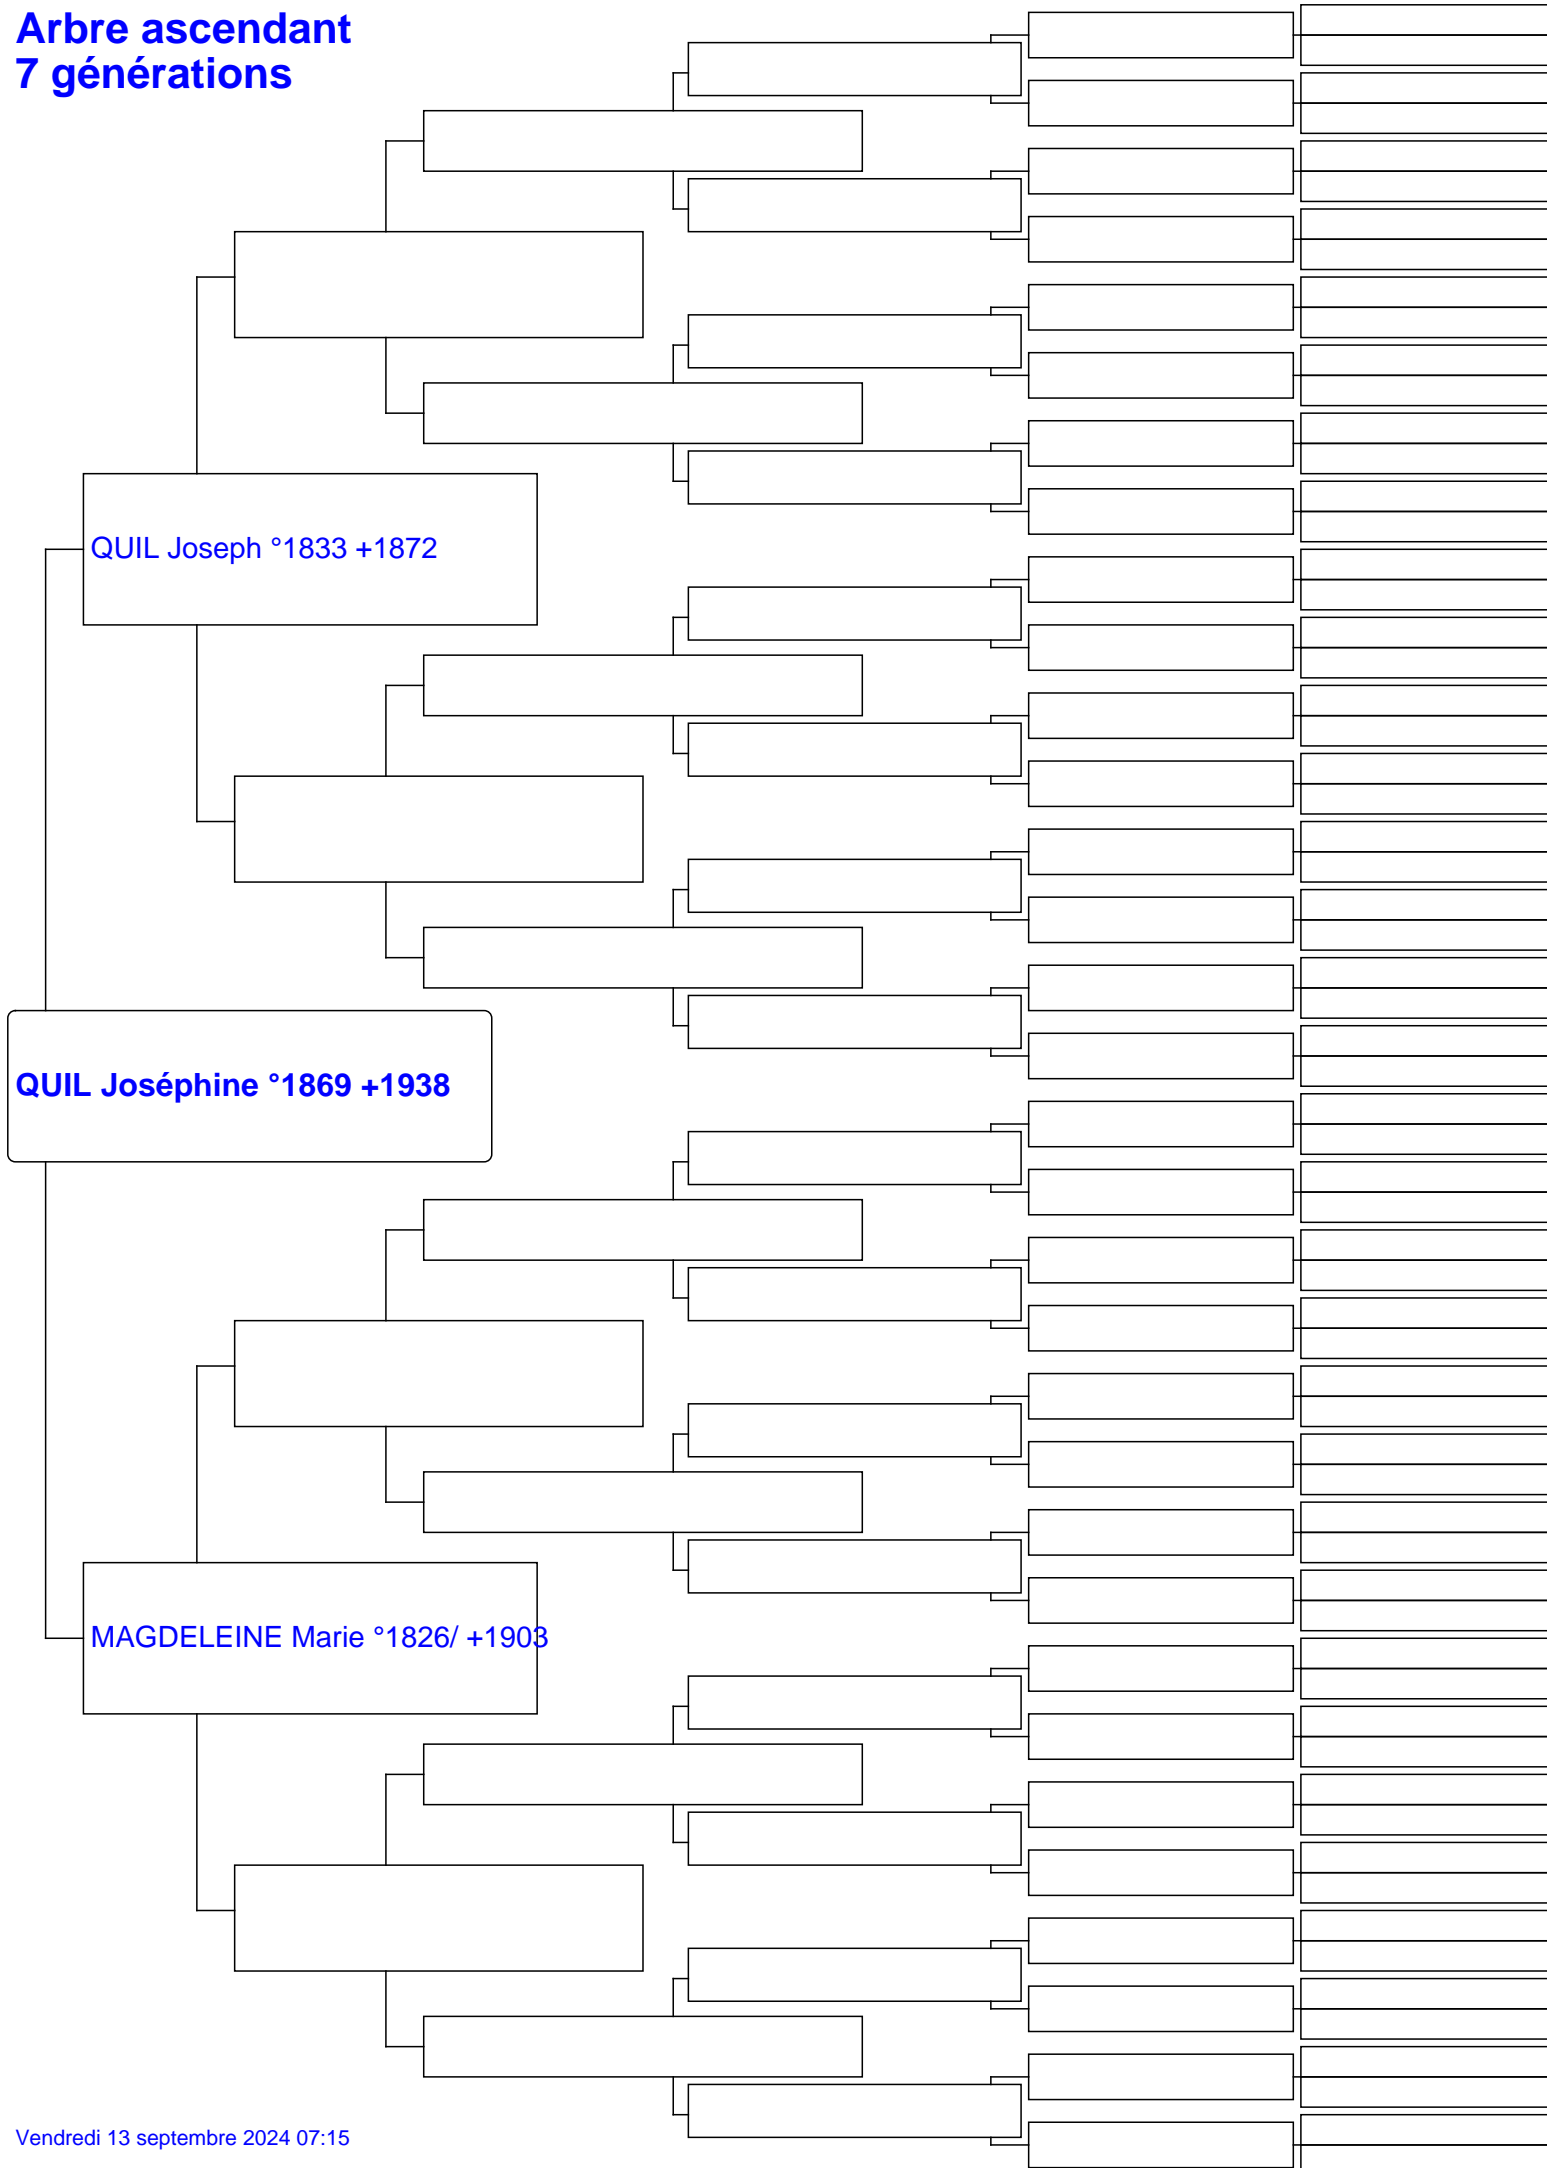 Arbre ascendant
7 générations
QUIL Joseph °1833 +1872
QUIL Joséphine °1869 +1938
MAGDELEINE Marie °1826/ +1903
Vendredi 13 septembre 2024 07:15